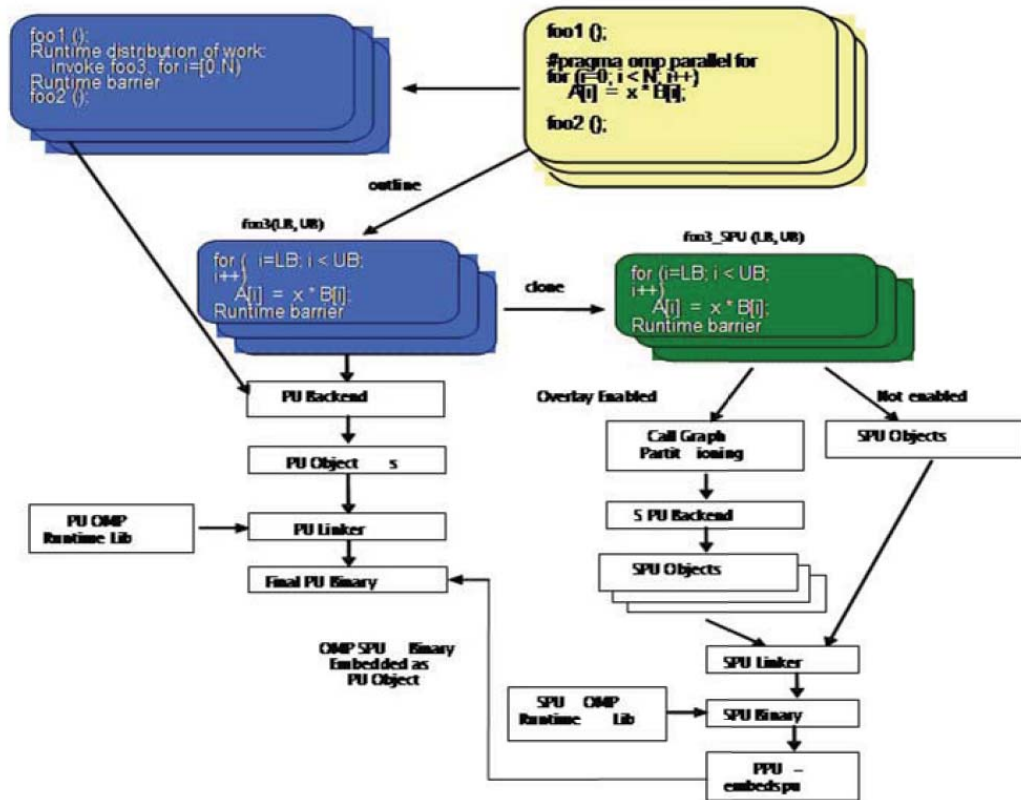 foo1 ();
Runtime distribution of work:
invoke foo3, for i=[0.N)
Runtime barrier
foo2 ();
foo1 ();
#pragma omp parallel for
for (i=0; i < N; i++)
A[i] = x * B[i];
foo2 ();
outline
foo3(LB, UB)
for ( i=LB; i < UB;
i++)
A[i] = x * B[i];
Runtime barrier
clone
foo3_SPU (LB, UB)
for (i=LB; i < UB;
i++)
A[i] = x * B[i];
Runtime barrier
PU Backend
Overlay Enabled
Not enabled
Call Graph
Partit ioning
SPU Objects
PU Object s
PU OMP
Runtime Lib
PU Linker
S PU Backend
Final PU Binary
SPU Objects
OMP SPU Binary
Embedded as
PU Object
SPU Linker
SPU OMP
Runtime Lib
SPU Binary
PPU –
embedspu